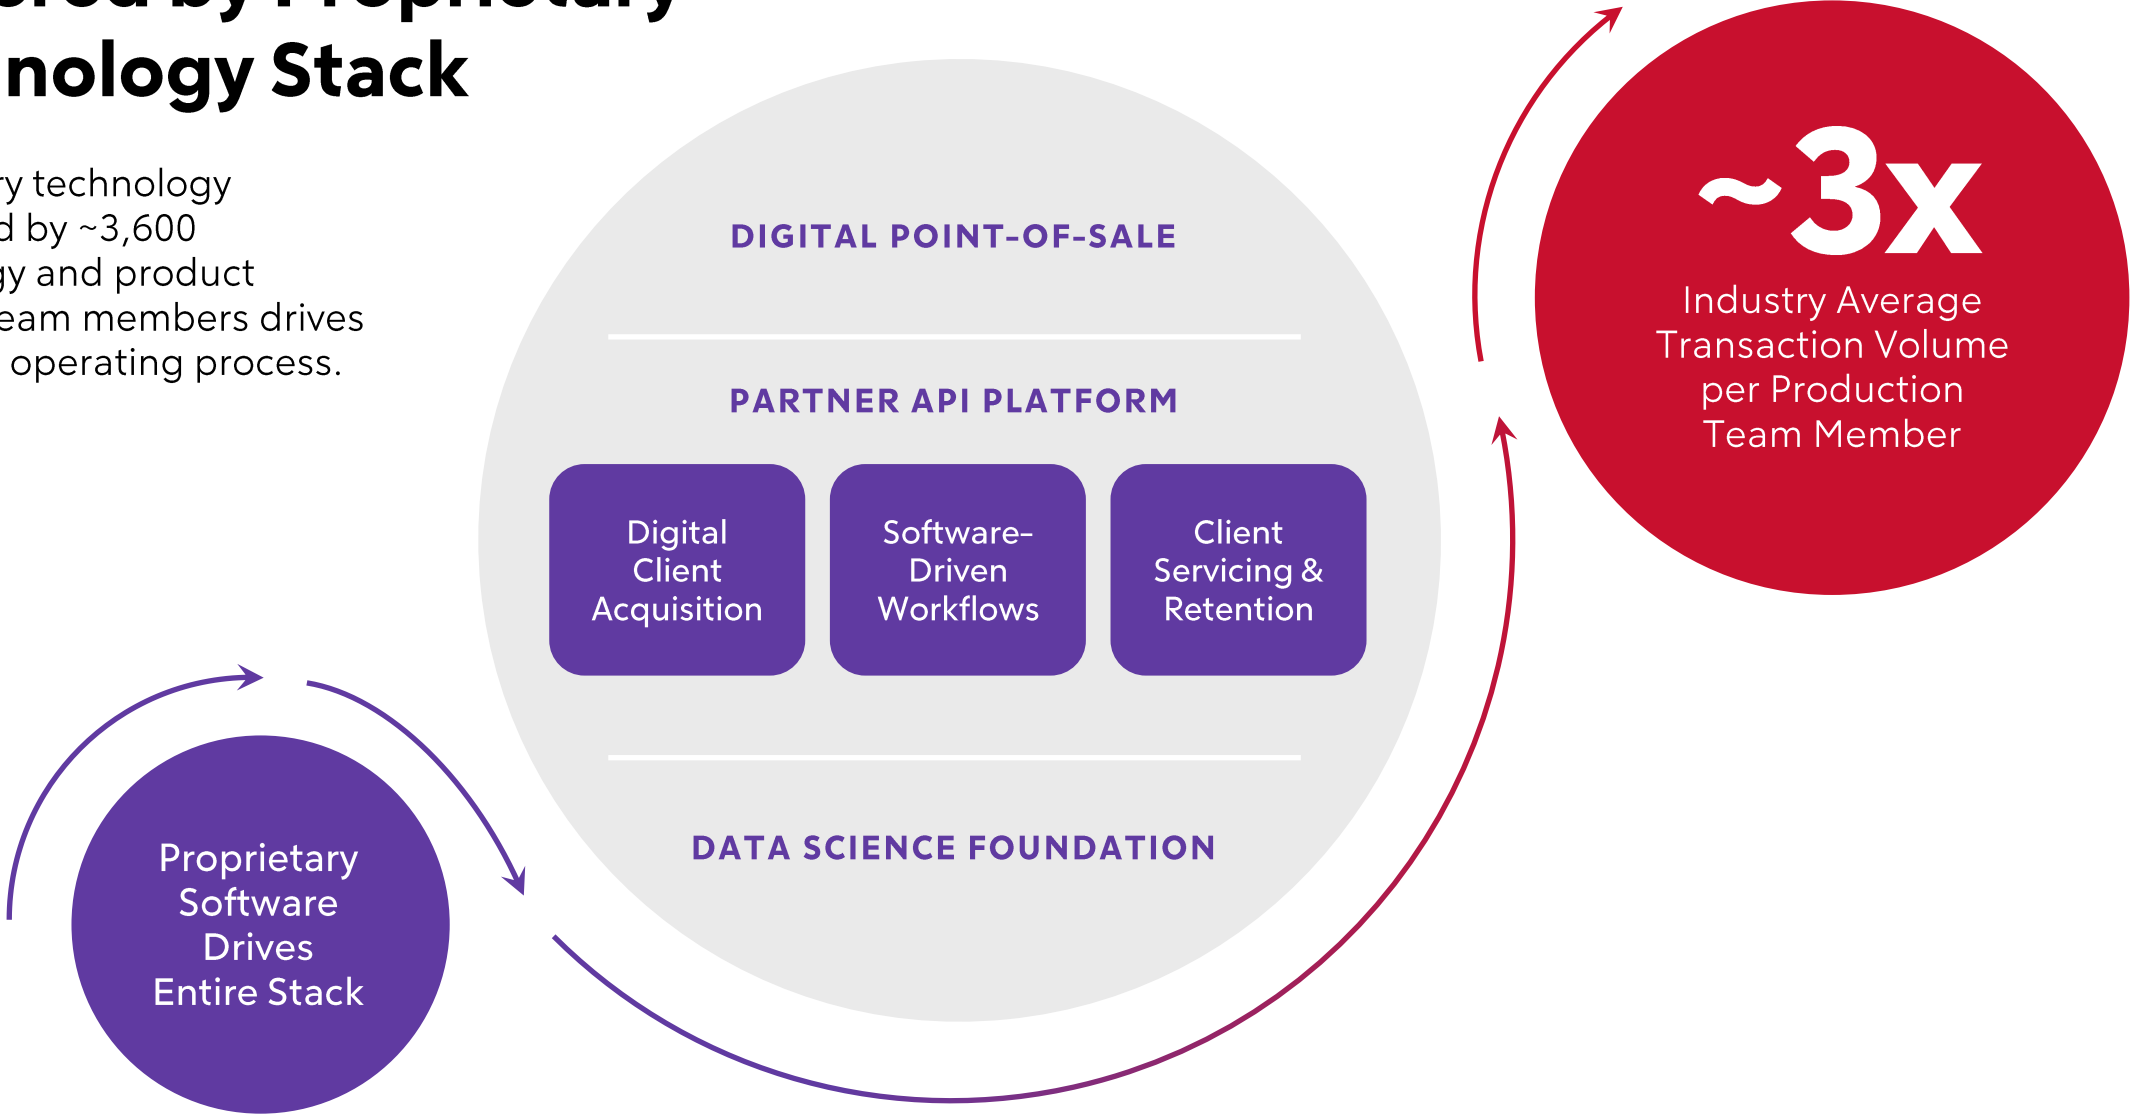 by Proprietary
nology Stack
technology
by ~3,600
and product
members drives
operating process.
DIGITAL POINT-OF-SALE
PARTNER API PLATFORM
Digital
Client
Acquisition
Software-
Driven
Workflows
Client
Servicing &
Retention
DATA SCIENCE FOUNDATION
Proprietary
Software
Drives
Entire Stack
~3x
Industry Average
Transaction Volume
per Production
Team Member